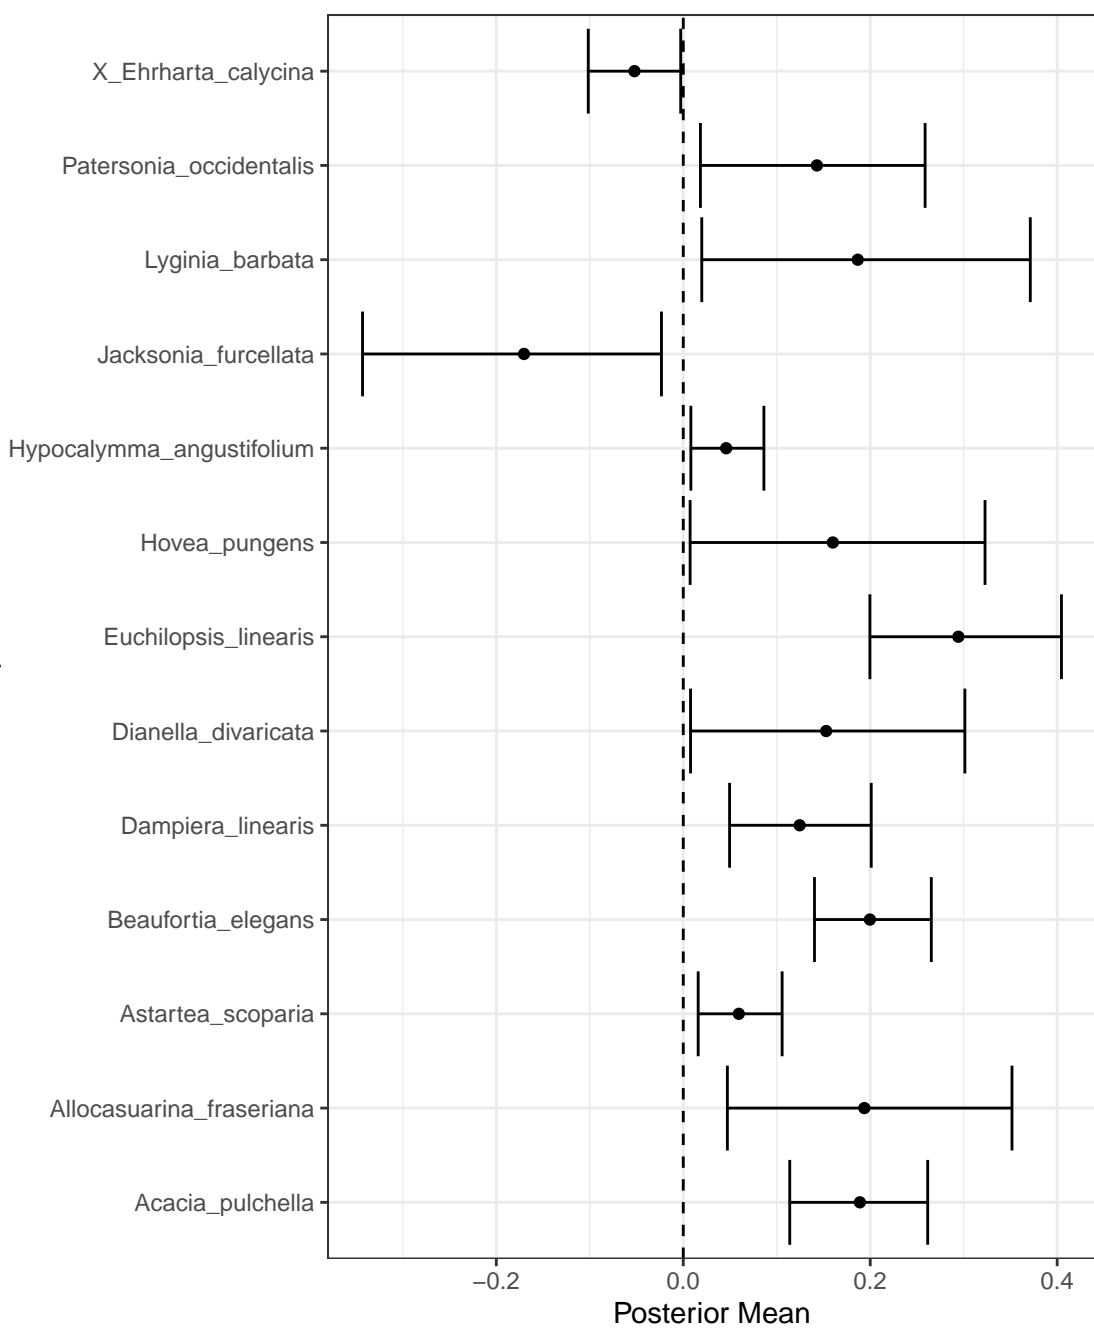 X_Ehrharta_calycina
Patersonia_occidentalis
Lyginia_barbata
Jacksonia_furcellata
Hypocalymma_angustifolium
Hovea_pungens
Euchilopsis_linearis
Dianella_divaricata
Dampiera_linearis
Beaufortia_elegans
Astartea_scoparia
Allocasuarina_fraseriana
Acacia_pulchella
−0.2 0.0 0.2 0.4
Posterior Mean